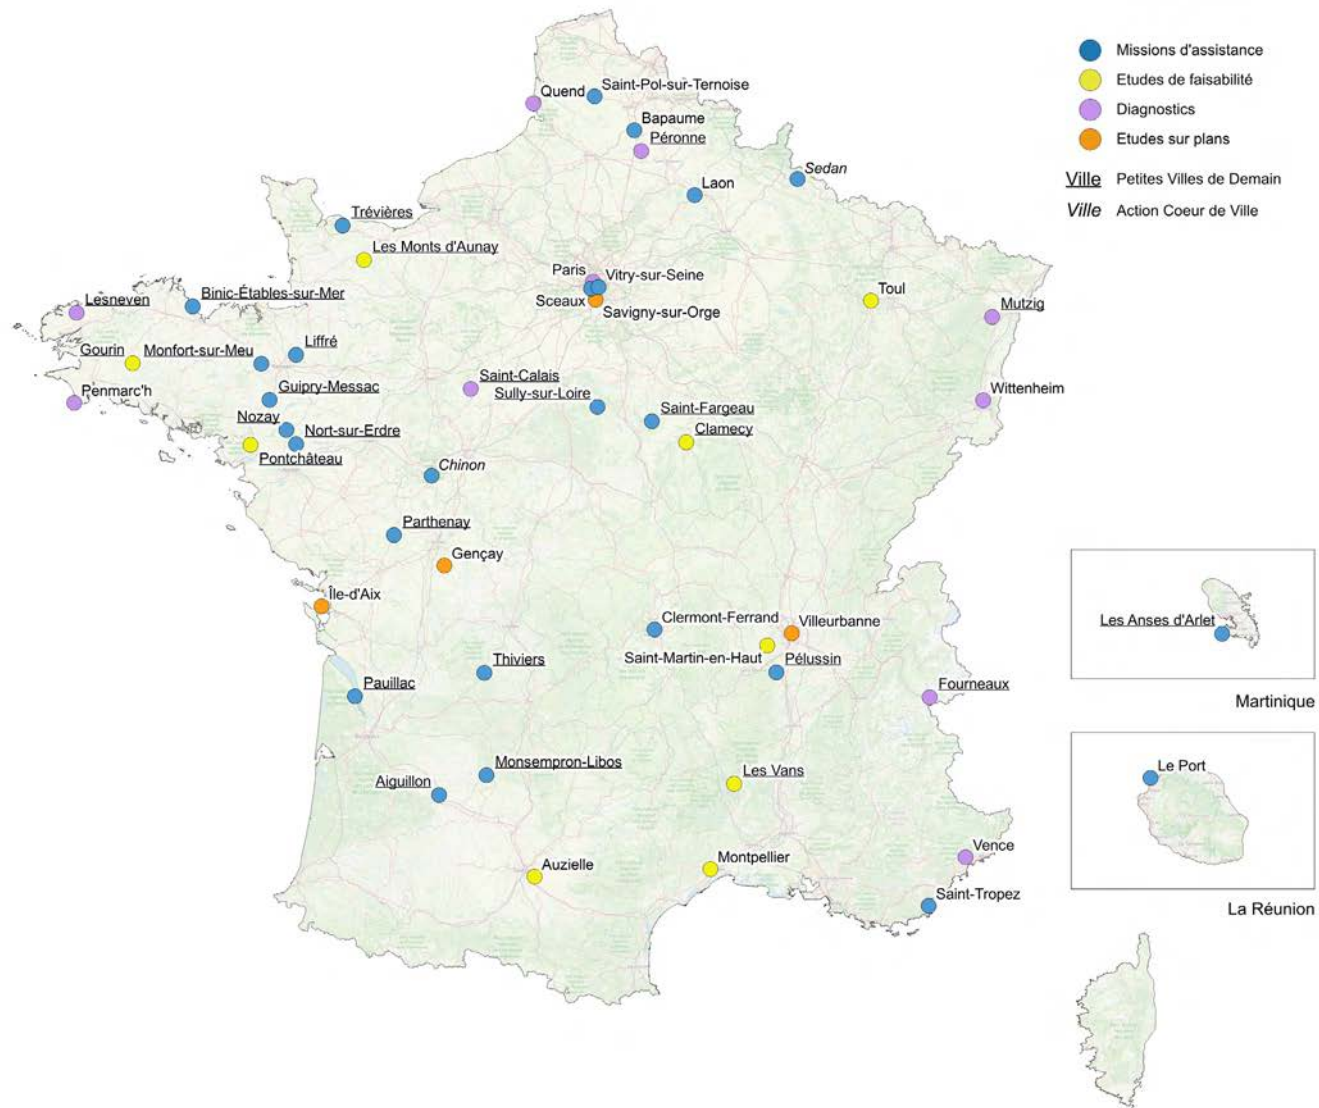 Missions d'assistance
Etudes de faisabilité
Diagnostics
Etudes sur plans
Ville Petites Villes de Demain
Ville Action Coeur de Ville
Quend
Saint-Pol-sur-Ternoise
Bapaume
Péronne
Sedan
Laon
Trévières
Les Monts d'Aunay
Paris
Vitry-sur-Seine
Sceaux
Savigny-sur-Orge
Toul
Mutzig
Lesneven
Binic-Étables-sur-Mer
Liffré
Gourin
Monfort-sur-Meu
Penmarc'h
Guipry-Messac
Saint-Calais
Sully-sur-Loire
Wittenheim
Nozay
Nort-sur-Erdre
Saint-Fargeau
Clamecy
Pontchâteau
Chinon
Parthenay
Gençay
Île-d'Aix
Clermont-Ferrand
Villeurbanne
Saint-Martin-en-Haut
Pélussin
Thiviers
Pauillac
Fourneaux
Monsempron-Libos
Aiguillon
Les Vans
Auzielle
Montpellier
Vence
Saint-Tropez
Les Anses d'Arlet
Martinique
Le Port
La Réunion